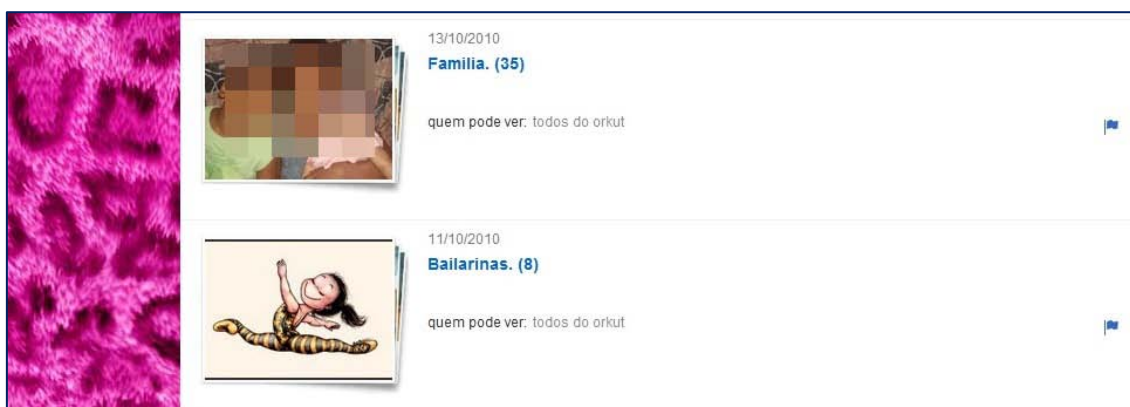 13/10/2010
Familia. (35)
quem pode ver: todos do orkut
11/10/2010
Bailarinas. (8)
quem pode ver: todos do orkut